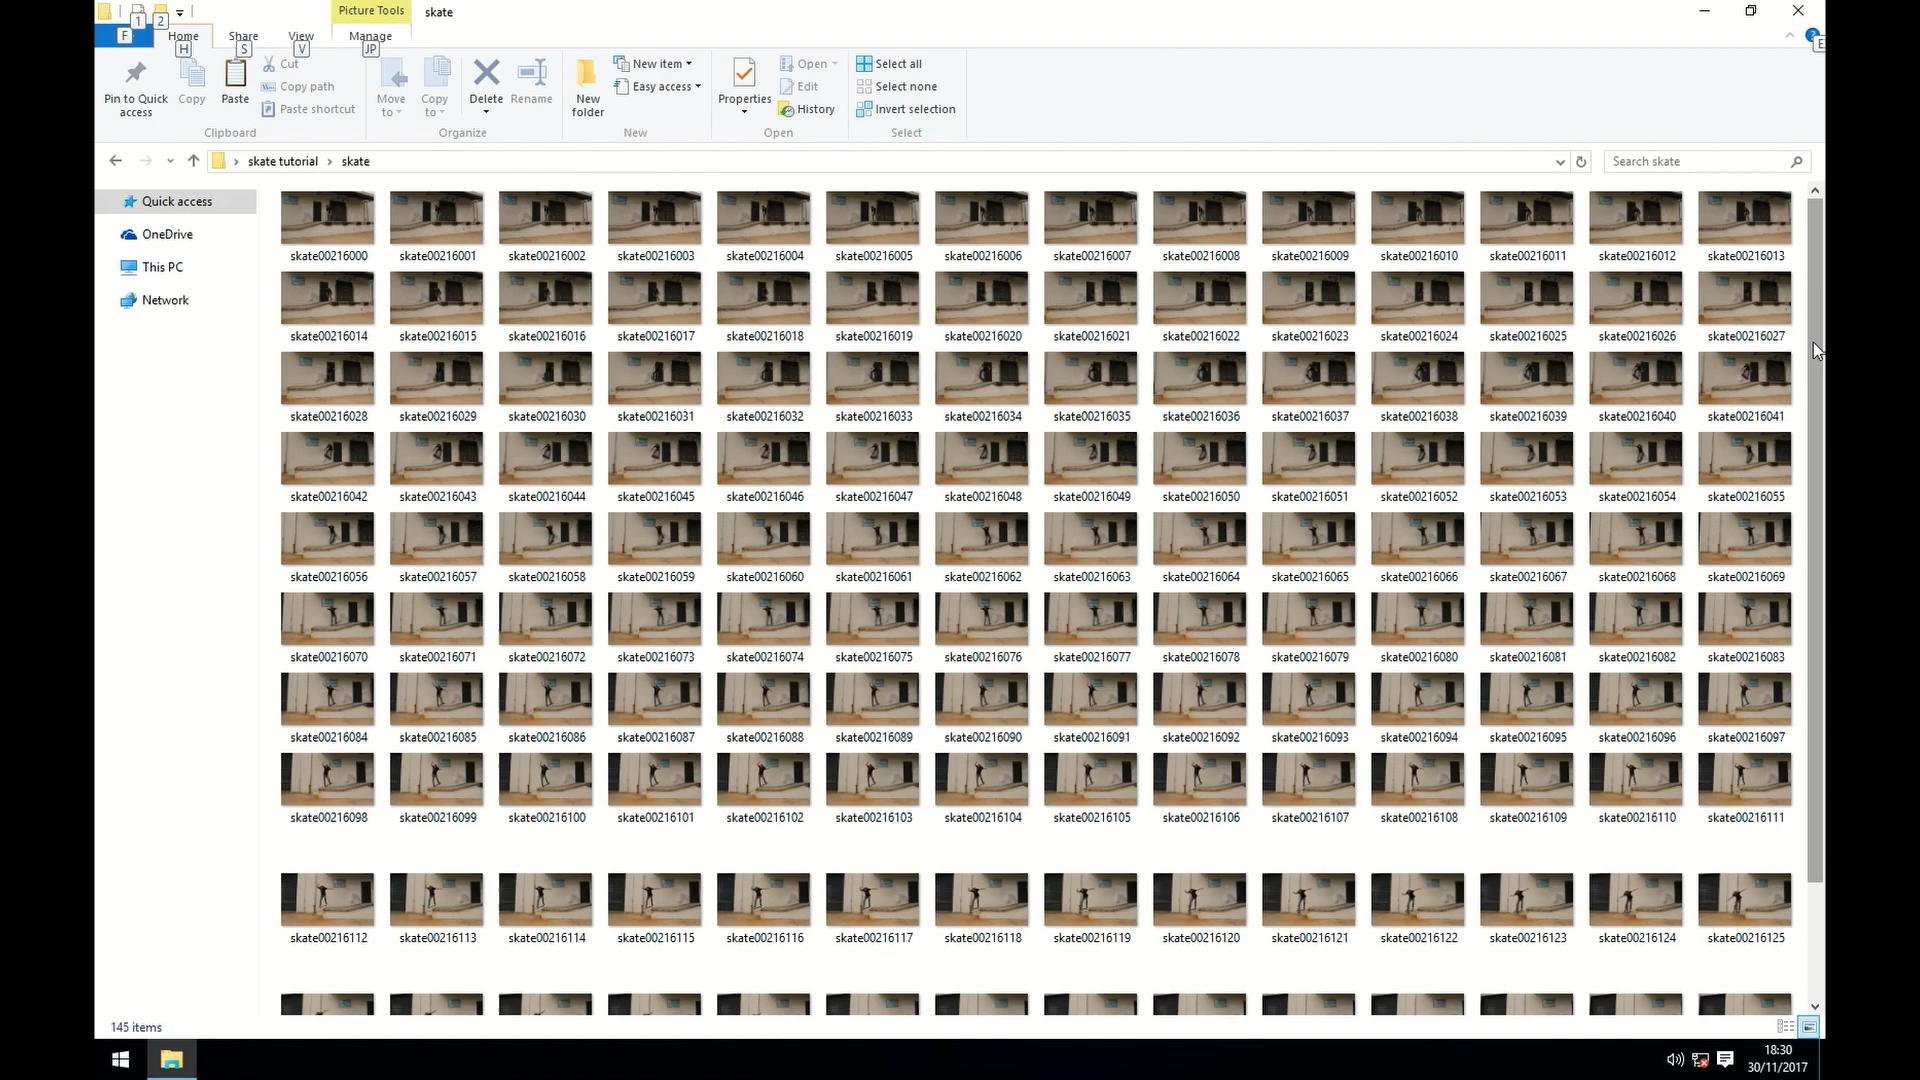 1 2 Picture Tools skate
F Home Share View Manage
H S V JP E
Pin to Quick access
Copy
Paste
Cut
Copy path
Paste shortcut
Clipboard
Move to
Copy to
Delete
Rename
Organize
New folder
New item
Easy access
New
Properties
Open
Edit
History
Open
Select all
Select none
Invert selection
Select
skate tutorial skate
Search skate
Quick access
OneDrive
This PC
Network
skate00216000 skate00216001 skate00216002 skate00216003 skate00216004 skate00216005 skate00216006 skate00216007 skate00216008 skate00216009 skate00216010 skate00216011 skate00216012 skate00216013
skate00216014 skate00216015 skate00216016 skate00216017 skate00216018 skate00216019 skate00216020 skate00216021 skate00216022 skate00216023 skate00216024 skate00216025 skate00216026 skate00216027
skate00216028 skate00216029 skate00216030 skate00216031 skate00216032 skate00216033 skate00216034 skate00216035 skate00216036 skate00216037 skate00216038 skate00216039 skate00216040 skate00216041
skate00216042 skate00216043 skate00216044 skate00216045 skate00216046 skate00216047 skate00216048 skate00216049 skate00216050 skate00216051 skate00216052 skate00216053 skate00216054 skate00216055
skate00216056 skate00216057 skate00216058 skate00216059 skate00216060 skate00216061 skate00216062 skate00216063 skate00216064 skate00216065 skate00216066 skate00216067 skate00216068 skate00216069
skate00216070 skate00216071 skate00216072 skate00216073 skate00216074 skate00216075 skate00216076 skate00216077 skate00216078 skate00216079 skate00216080 skate00216081 skate00216082 skate00216083
skate00216084 skate00216085 skate00216086 skate00216087 skate00216088 skate00216089 skate00216090 skate00216091 skate00216092 skate00216093 skate00216094 skate00216095 skate00216096 skate00216097
skate00216098 skate00216099 skate00216100 skate00216101 skate00216102 skate00216103 skate00216104 skate00216105 skate00216106 skate00216107 skate00216108 skate00216109 skate00216110 skate00216111
skate00216112 skate00216113 skate00216114 skate00216115 skate00216116 skate00216117 skate00216118 skate00216119 skate00216120 skate00216121 skate00216122 skate00216123 skate00216124 skate00216125
145 items
18:30
30/11/2017